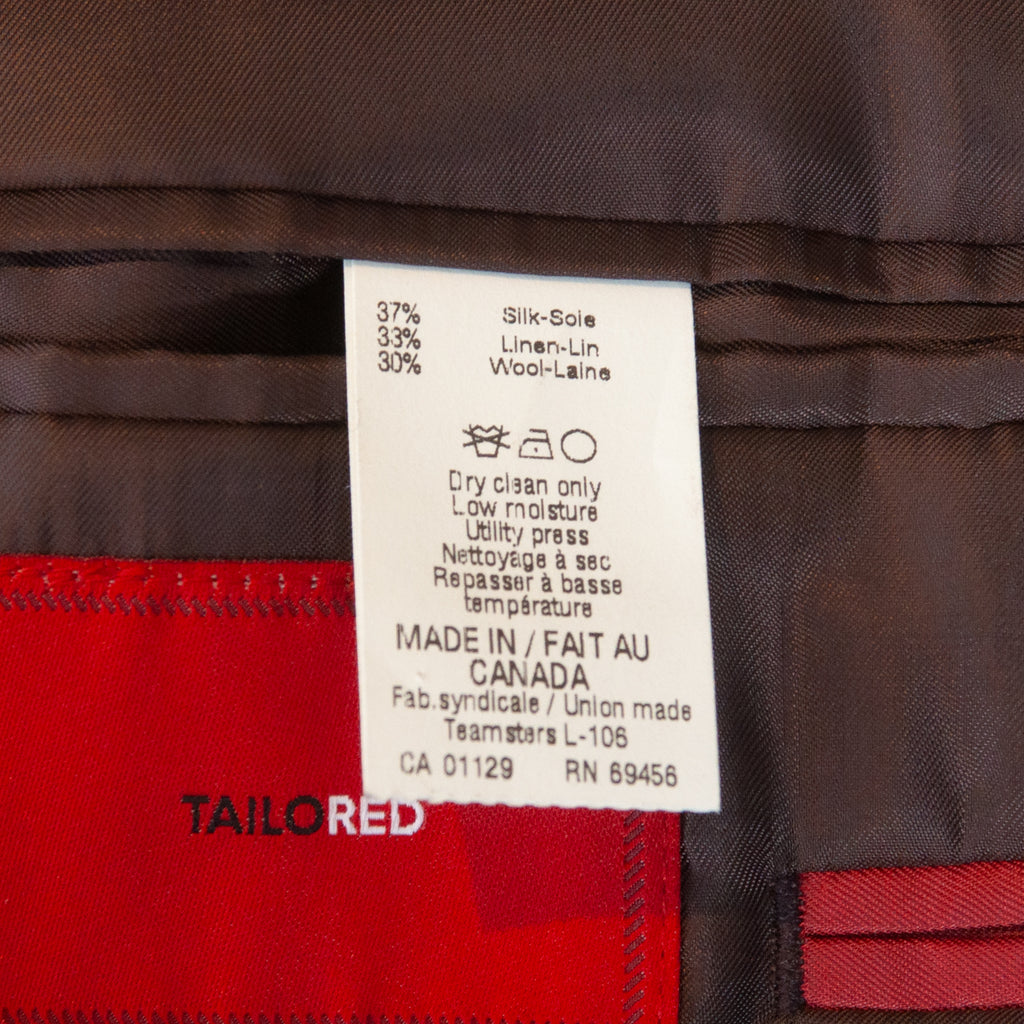 37% Silk-Soie
33% Linen-Lin
30% Wool-Laine
Dry clean only
Low moisture
Utility press
Nettoyage à sec
Repasser à basse
température
MADE IN / FAIT AU
CANADA
Fab.syndicale / Union made
Teamsters L-106
CA 01129 RN 69456
TAILORED